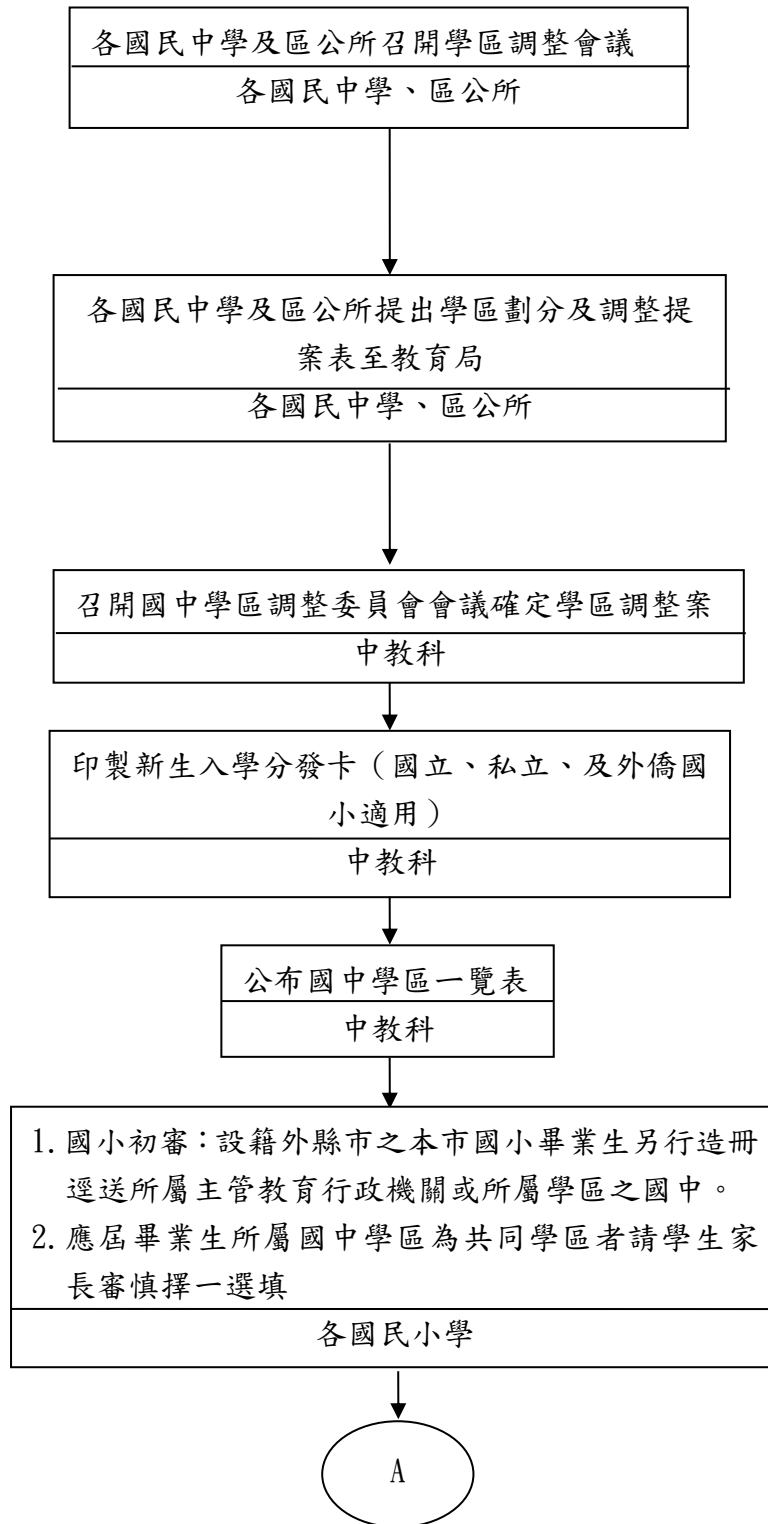 各國民中學及區公所召開學區調整會議
各國民中學、區公所
各國民中學及區公所提出學區劃分及調整提
案表至教育局
各國民中學、區公所
召開國中學區調整委員會會議確定學區調整案
中教科
印製新生入學分發卡（國立、私立、及外僑國
小適用）
中教科
公布國中學區一覽表
中教科
1.國小初審：設籍外縣市之本市國小畢業生另行造冊
逕送所屬主管教育行政機關或所屬學區之國中。
2.應屆畢業生所屬國中學區為共同學區者請學生家
長審慎擇一選填
各國民小學
A